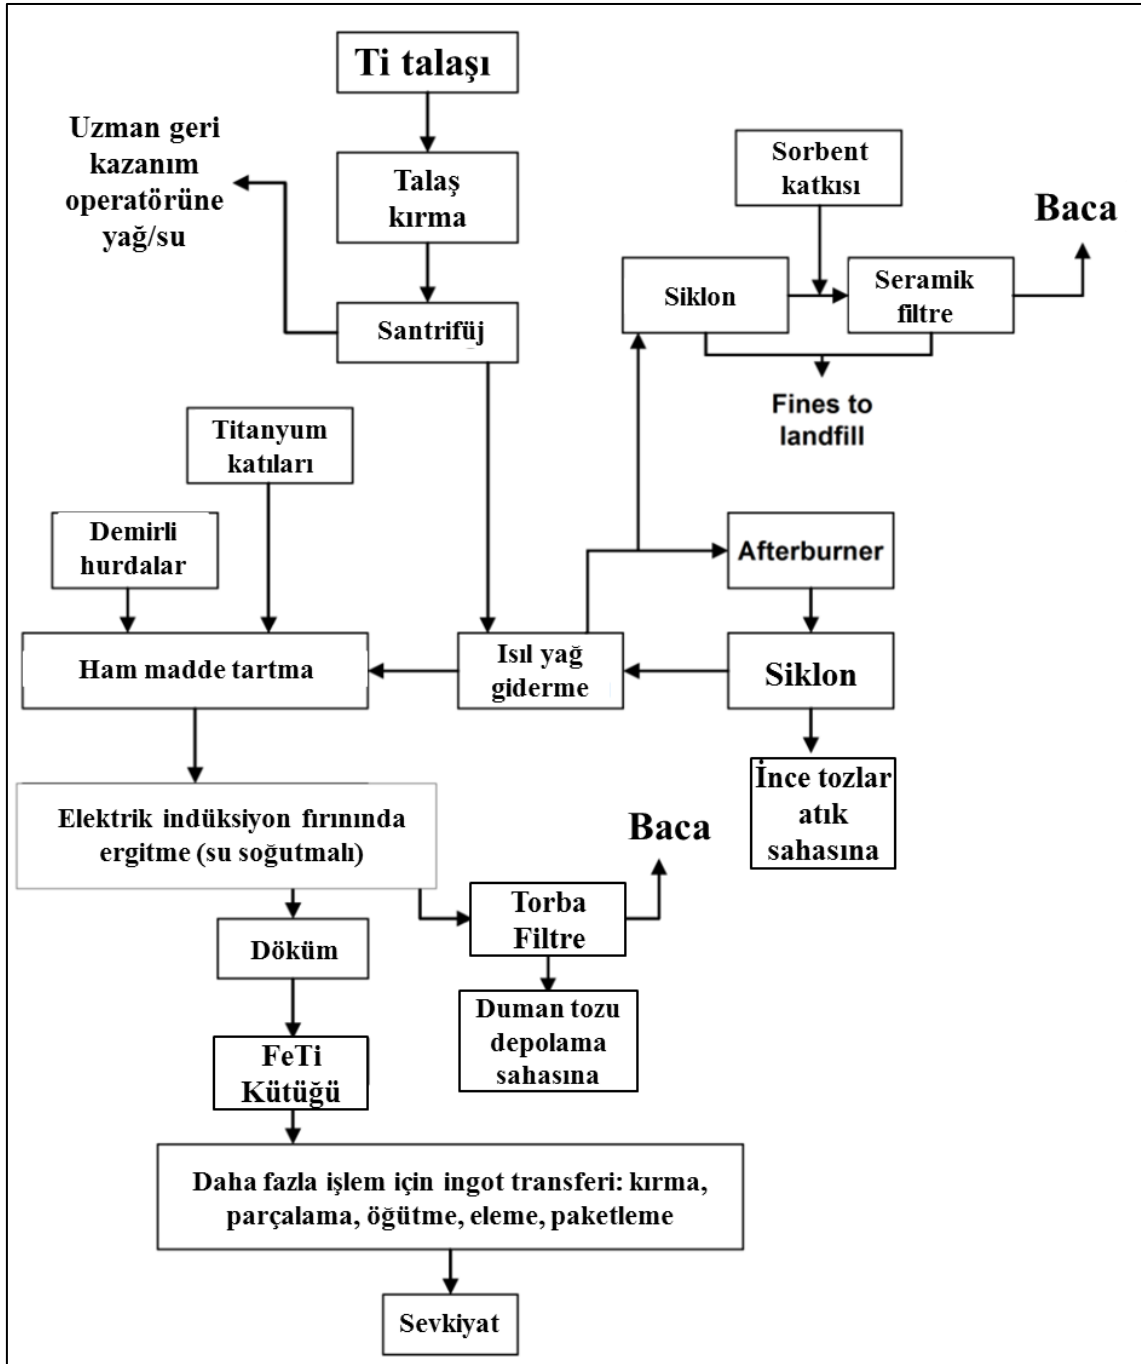 Ti talaşı
Uzman geri
kazanım
operatörüne
yağ/su
Talaş
kırma
Sorbent
katkısı
Baca
Siklon
Seramik
filtre
Santrifüj
Fines to
landfill
Titanyum
katıları
Demirli
hurdalar
Afterburner
Ham madde tartma
Isıl yağ
giderme
Siklon
İnce tozlar
atık
sahasına
Elektrik indüksiyon fırınında
ergitme (su soğutmalı)
Baca
Torba
Filtre
Döküm
Duman tozu
depolama
sahasına
FeTi
Kütüğü
Daha fazla işlem için ingot transferi: kırma,
parçalama, öğütme, eleme, paketleme
Sevkiyat